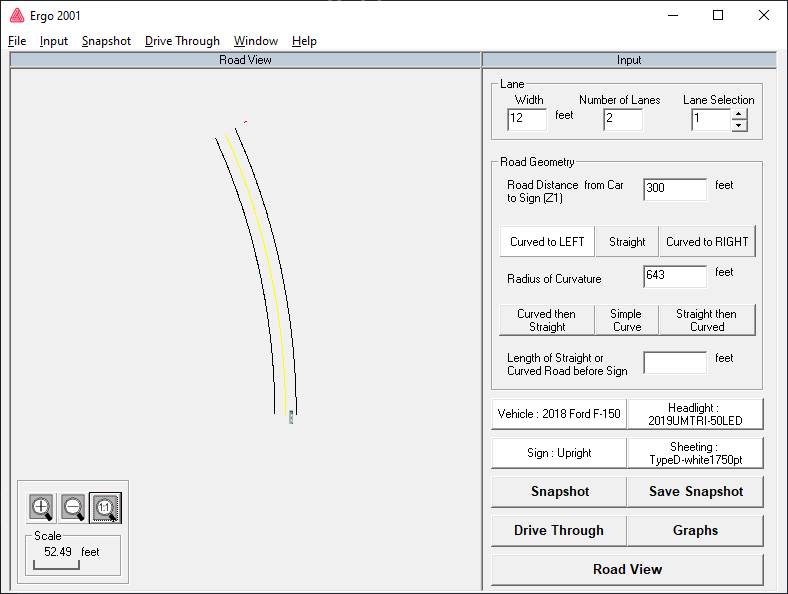 Ergo 2001
File Input Snapshot Drive Through Window Help
Road View
Input
Lane
Width
Number of Lanes
Lane Selection
12 feet
2
1
Road Geometry
Road Distance from Car
to Sign (Z1)
300 feet
Curved to LEFT
Straight
Curved to RIGHT
Radius of Curvature
643 feet
Curved then
Straight
Simple
Curve
Straight then
Curved
Length of Straight or
Curved Road before Sign
feet
Vehicle : 2018 Ford F-150
Headlight :
2019UMTRI-50LED
Sign : Upright
Sheeting :
TypeD-white1750pt
Snapshot
Save Snapshot
Drive Through
Graphs
Road View
1:1
Scale
52.49 feet